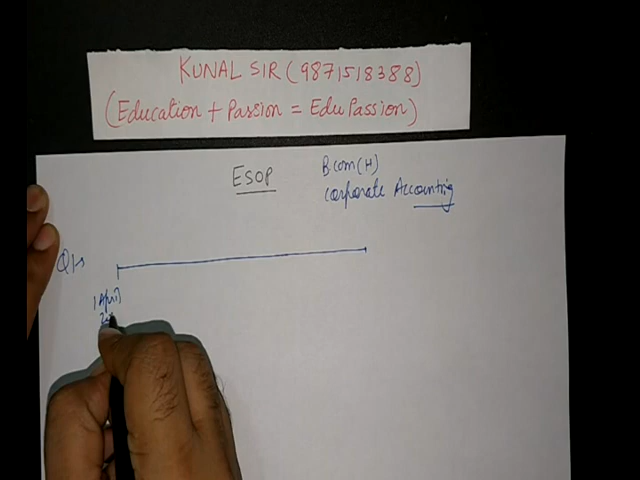 KUNAL SIR (9871518388)
(Education + Passion = EduPassion)
ESOP
B.com (H)
Corporate Accounting
Q1→
1 April